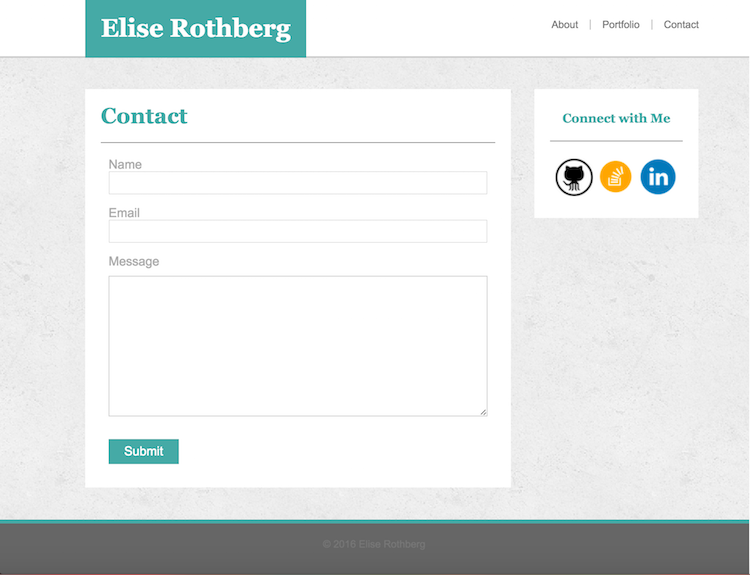 Elise Rothberg
About | Portfolio | Contact
Contact
Connect with Me
Name
in
Email
Message
Submit
© 2016 Elise Rothberg